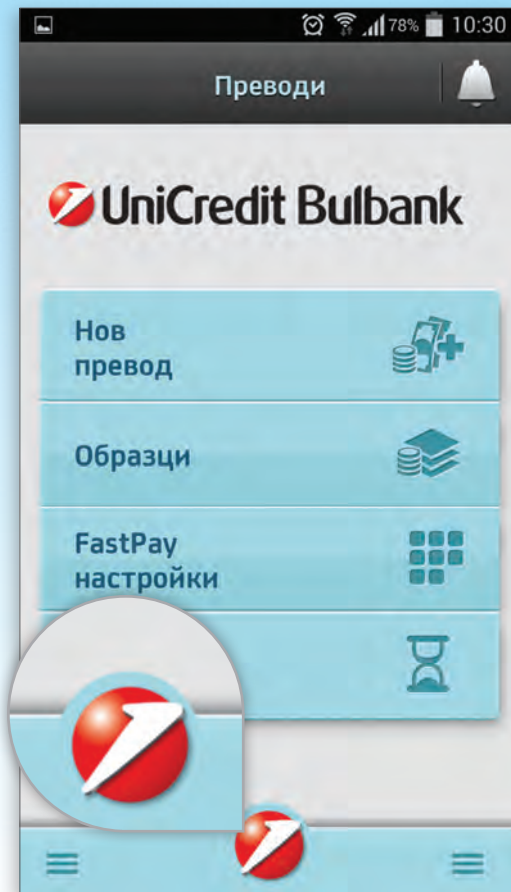 78% 10:30
Преводи
UniCredit Bulbank
Нов
превод
Образци
FastPay
настройки